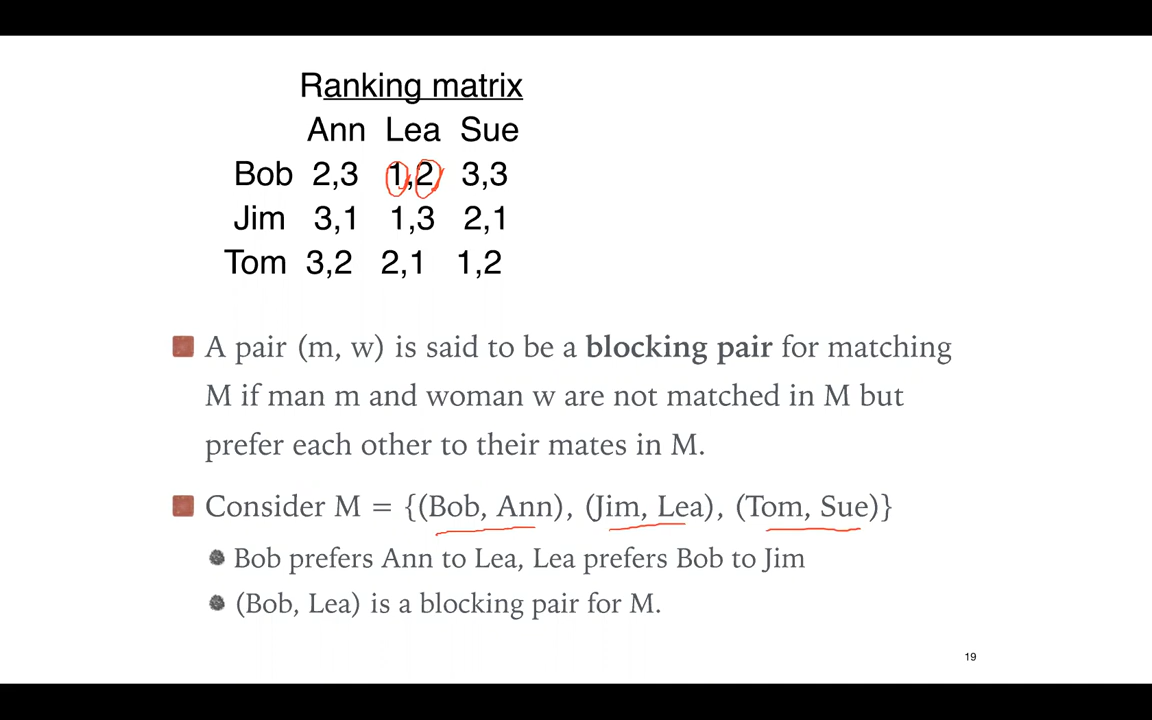 Ranking matrix
Ann Lea Sue
Bob 2,3 1,2 3,3
Jim 3,1 1,3 2,1
Tom 3,2 2,1 1,2
A pair (m, w) is said to be a blocking pair for matching
M if man m and woman w are not matched in M but
prefer each other to their mates in M.
Consider M = {(Bob, Ann), (Jim, Lea), (Tom, Sue)}
Bob prefers Ann to Lea, Lea prefers Bob to Jim
(Bob, Lea) is a blocking pair for M.
19